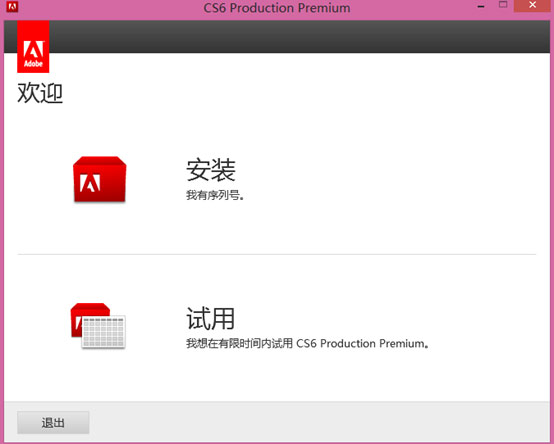 CS6 Production Premium
Adobe
欢迎
安装
我有序列号。
试用
我想在有限时间内试用 CS6 Production Premium。
退出